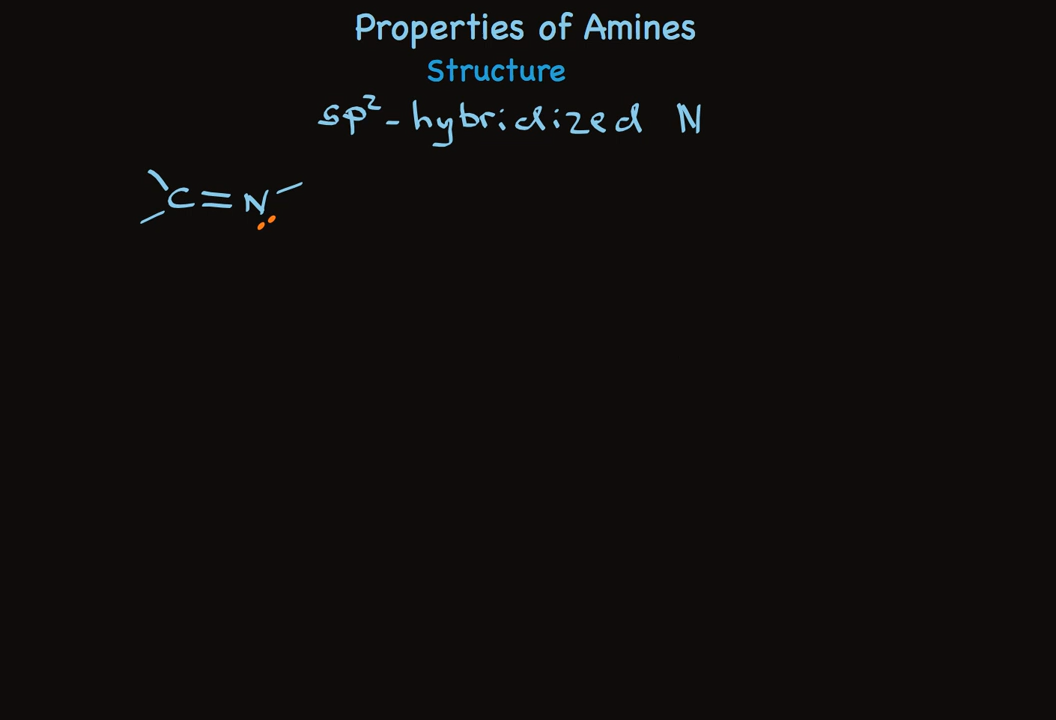 Properties of Amines
Structure
sp²-hybridized N
C=N